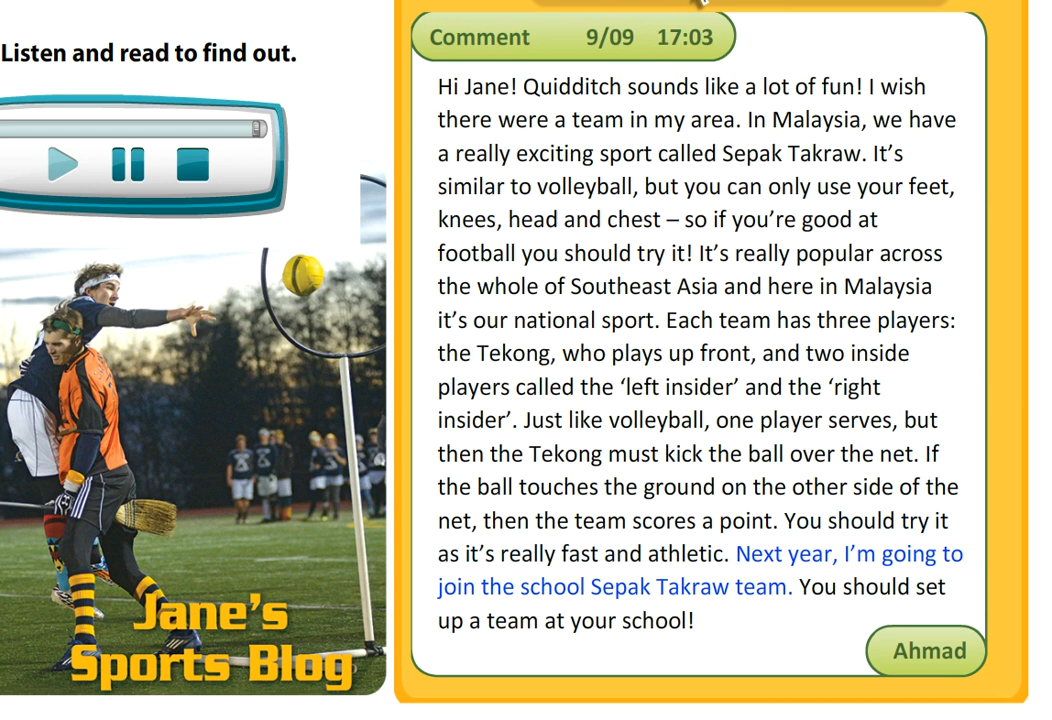 Listen and read to find out.
Jane's
Sports Blog
Comment 9/09 17:03
Hi Jane! Quidditch sounds like a lot of fun! I wish
there were a team in my area. In Malaysia, we have
a really exciting sport called Sepak Takraw. It’s
similar to volleyball, but you can only use your feet,
knees, head and chest – so if you’re good at
football you should try it! It’s really popular across
the whole of Southeast Asia and here in Malaysia
it’s our national sport. Each team has three players:
the Tekong, who plays up front, and two inside
players called the ‘left insider’ and the ‘right
insider’. Just like volleyball, one player serves, but
then the Tekong must kick the ball over the net. If
the ball touches the ground on the other side of the
net, then the team scores a point. You should try it
as it’s really fast and athletic. Next year, I’m going to
join the school Sepak Takraw team. You should set
up a team at your school!
Ahmad